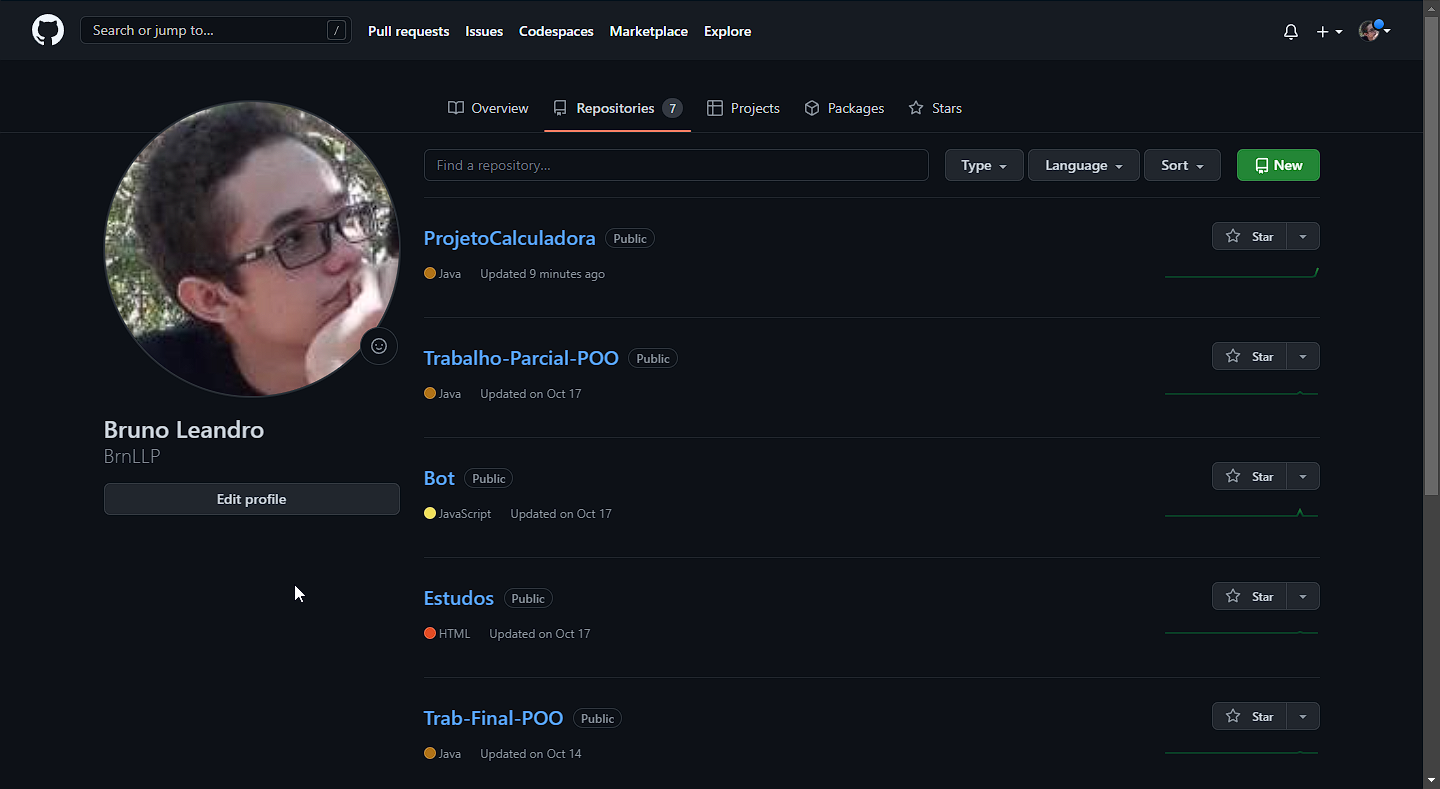 Search or jump to... /
Pull requests Issues Codespaces Marketplace Explore
Overview Repositories 7 Projects Packages Stars
Find a repository... Type Language Sort New
Bruno Leandro
BrnLLP
Edit profile
ProjetoCalculadora Public Star
Java Updated 9 minutes ago
Trabalho-Parcial-POO Public Star
Java Updated on Oct 17
Bot Public Star
JavaScript Updated on Oct 17
Estudos Public Star
HTML Updated on Oct 17
Trab-Final-POO Public Star
Java Updated on Oct 14